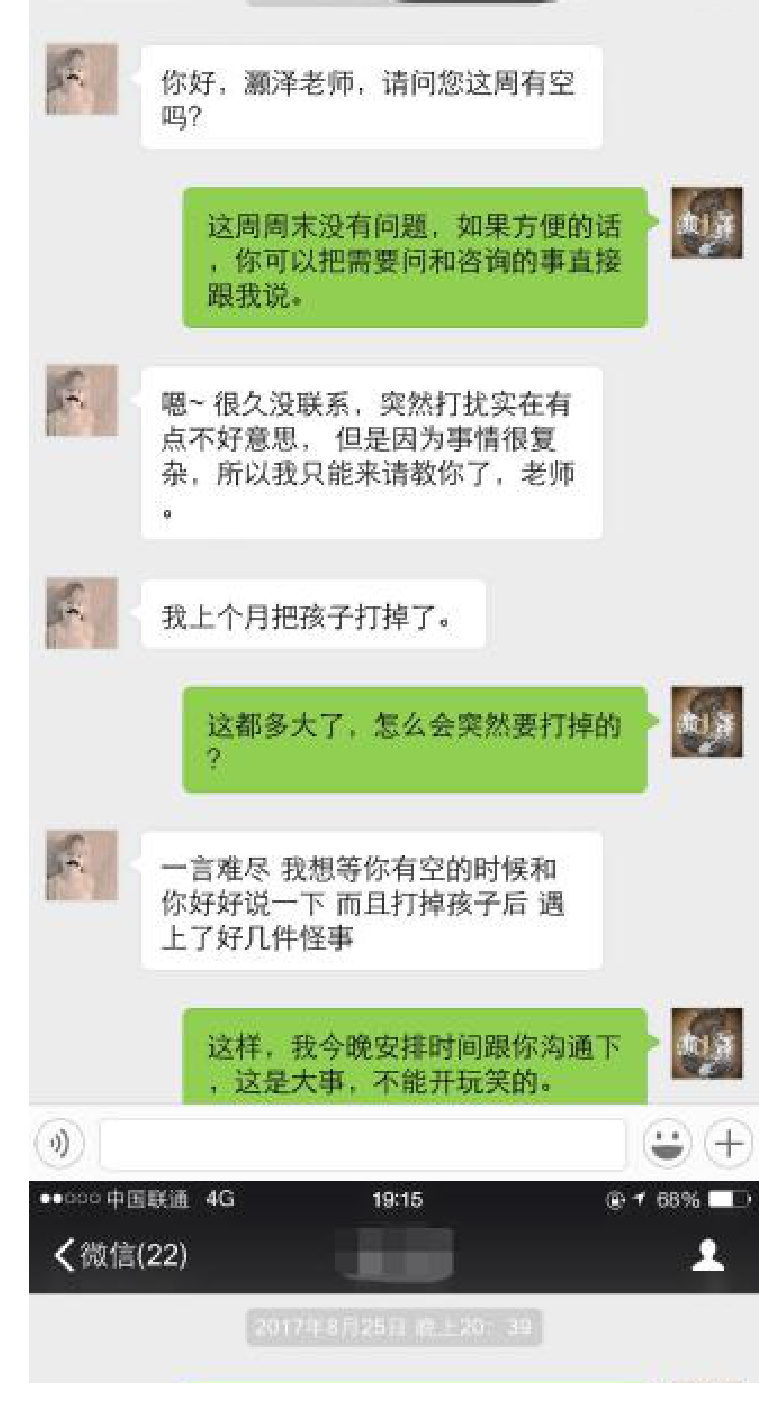 你好，灏泽老师，请问您这周有空
吗？
这周周末没有问题，如果方便的话
，你可以把需要问和咨询的事直接
跟我说。
嗯~ 很久没联系，突然打扰实在有
点不好意思， 但是因为事情很复
杂，所以我只能来请教你了，老师
。
我上个月把孩子打掉了。
这都多大了，怎么会突然要打掉的
？
一言难尽 我想等你有空的时候和
你好好说一下 而且打掉孩子后 遇
上了好几件怪事
这样，我今晚安排时间跟你沟通下
，这是大事，不能开玩笑的。
中国联通 4G 19:15 68%
微信(22)
2017年8月25日 晚上20：39